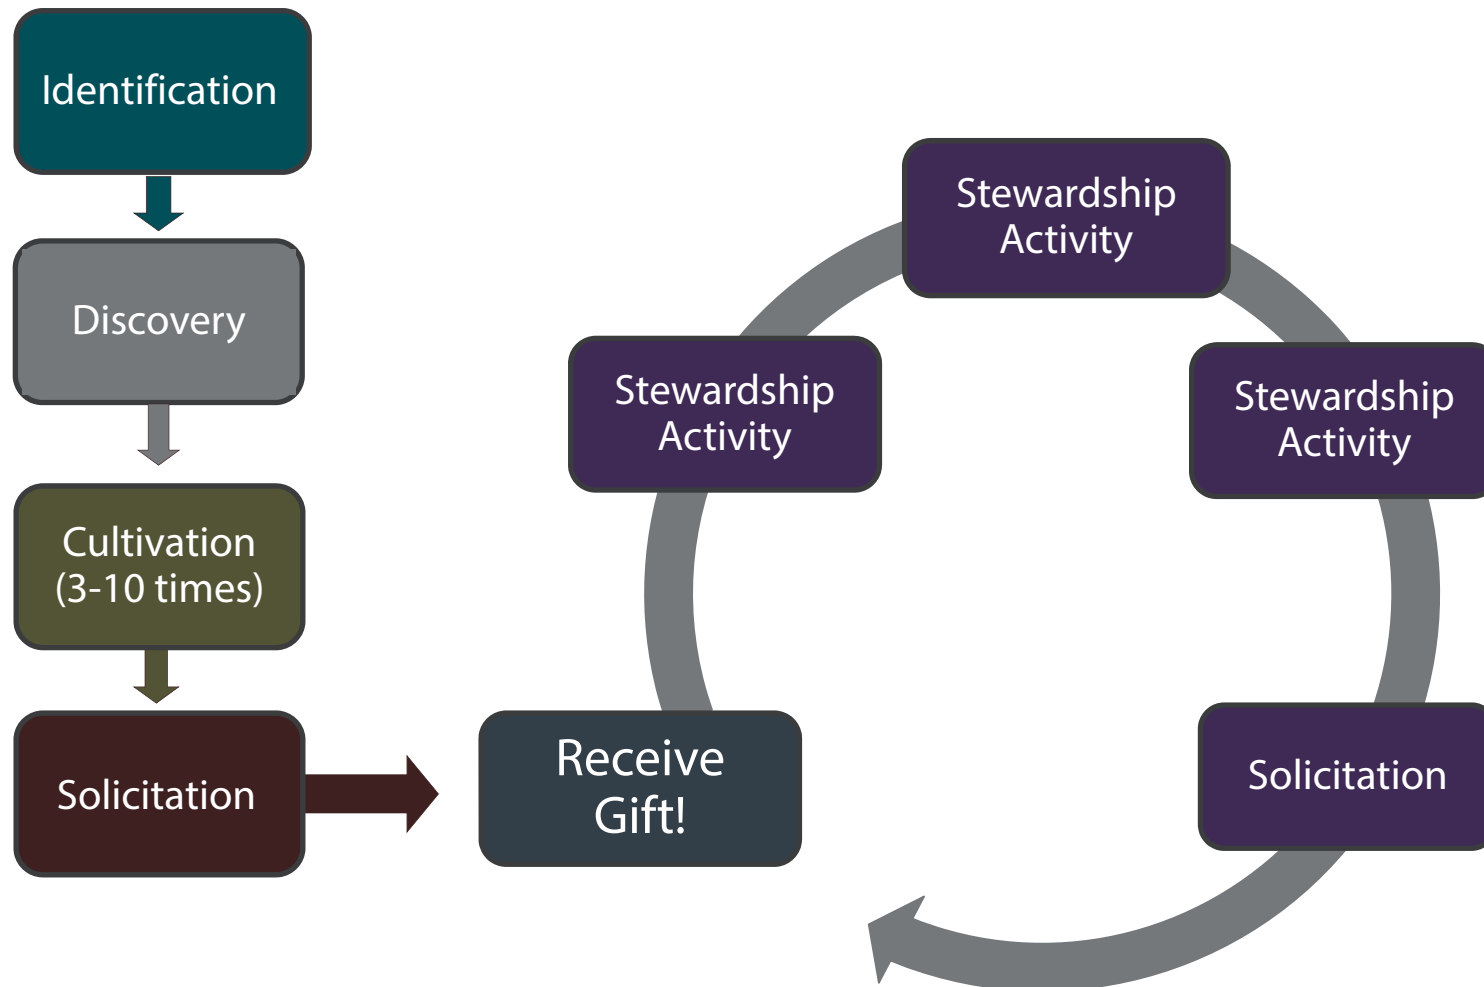 Identification
Discovery
Cultivation
(3-10 times)
Solicitation
Receive
Gift!
Stewardship
Activity
Stewardship
Activity
Stewardship
Activity
Solicitation